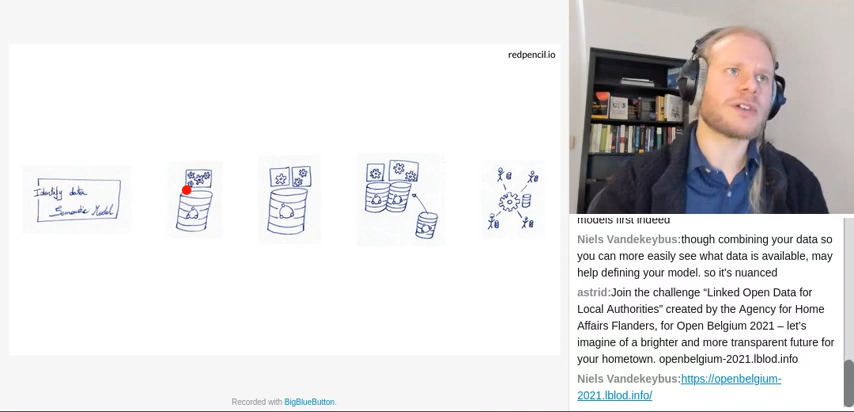 redpencil.io
Identify data
Semantic Model
Recorded with BigBlueButton.
models first indeed
Niels Vandekeybus:though combining your data so
you can more easily see what data is available, may
help defining your model. so it's nuanced
astrid:Join the challenge “Linked Open Data for
Local Authorities” created by the Agency for Home
Affairs Flanders, for Open Belgium 2021 – let’s
imagine of a brighter and more transparent future for
your hometown. openbelgium-2021.lblod.info
Niels Vandekeybus:https://openbelgium-
2021.lblod.info/